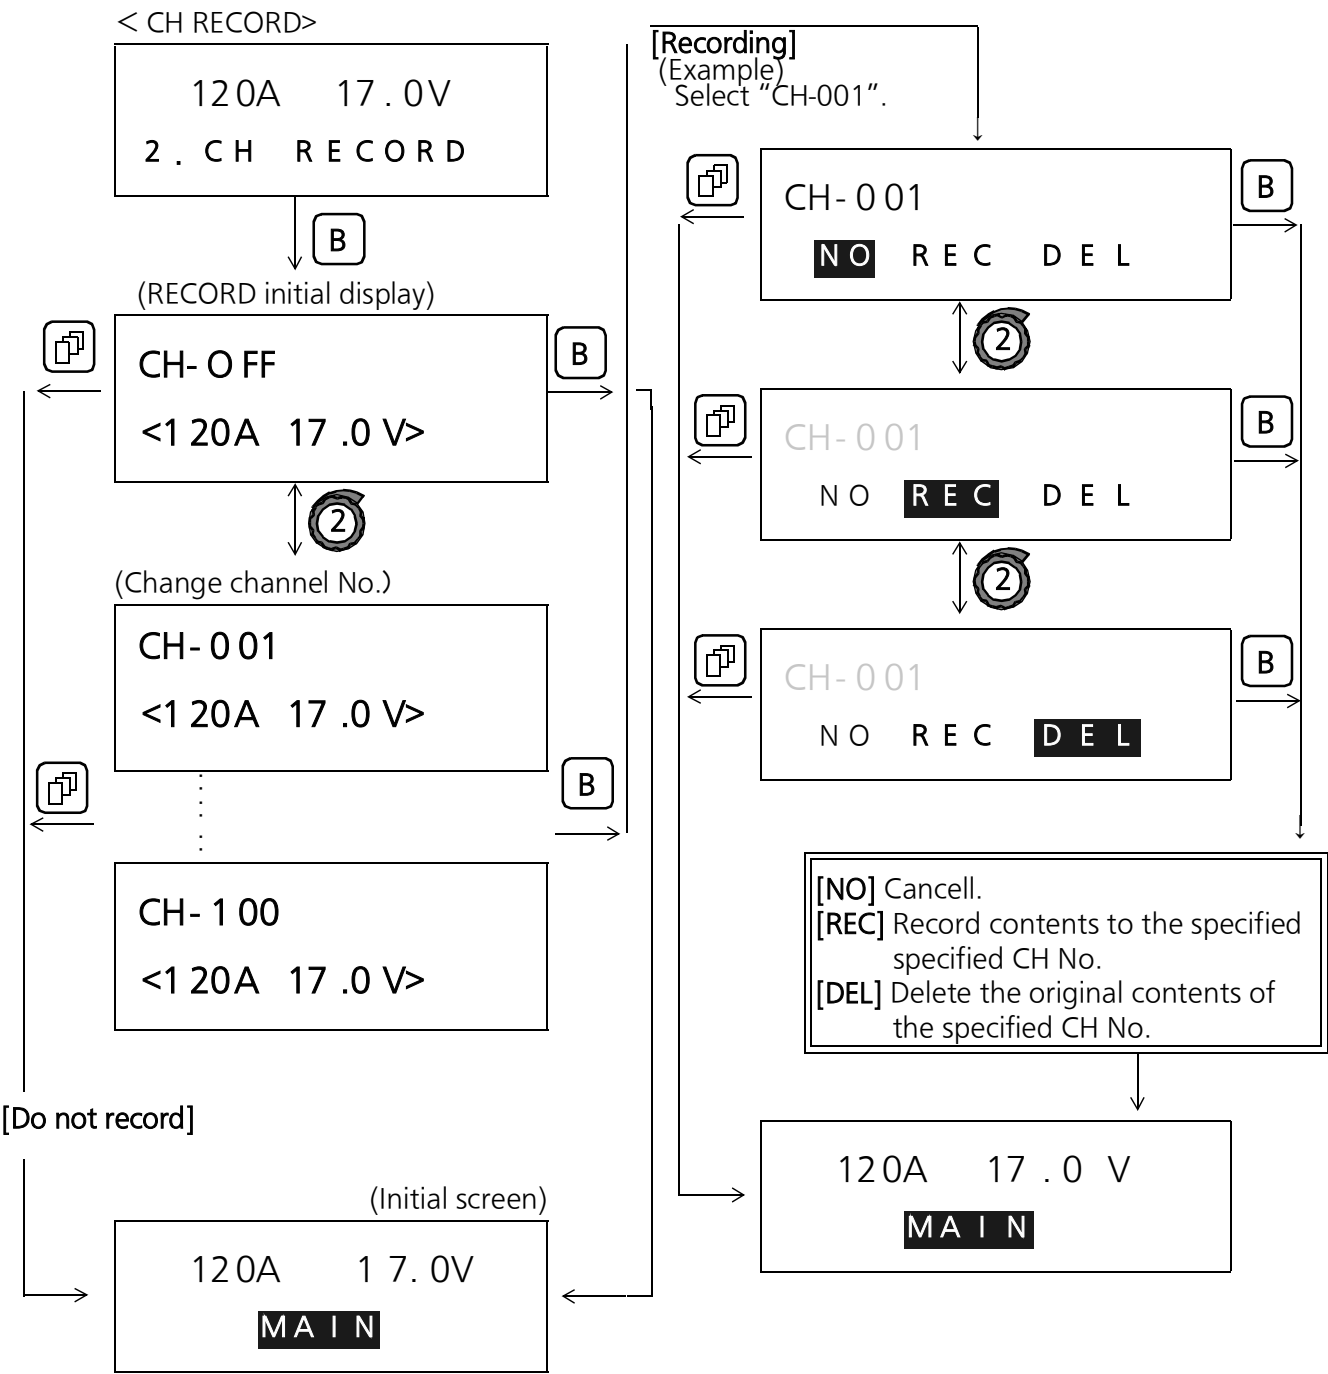 < CH RECORD>
120A 17.0V
2. CH RECORD
B
(RECORD initial display)
CH-OFF
<120A 17.0V>
B
2
(Change channel No.)
CH-001
<120A 17.0V>
B
CH-100
<120A 17.0V>
[Do not record]
(Initial screen)
120A 17.0V
MAIN
[Recording]
(Example)
Select “CH-001”.
CH-001
NO REC DEL
B
2
CH-001
NO REC DEL
B
2
CH-001
NO REC DEL
B
[NO] Cancell.
[REC] Record contents to the specified
specified CH No.
[DEL] Delete the original contents of
the specified CH No.
120A 17.0 V
MAIN